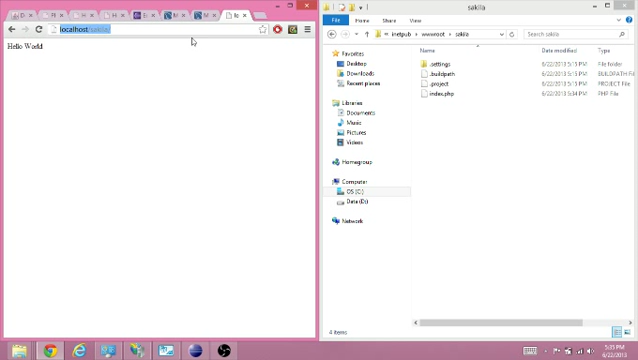 sakila
File
Home
Share
View
localhost/sakila/
inetpub
wwwroot
sakila
Search sakila
Hello World
Favorites
Desktop
Downloads
Recent places
Libraries
Documents
Music
Pictures
Videos
Homegroup
Computer
OS (C:)
Data (D:)
Network
Name
Date modified
Type
.settings
6/22/2013 5:15 PM
File folder
.buildpath
6/22/2013 5:15 PM
BUILDPATH Fi
.project
6/22/2013 5:15 PM
PROJECT File
index.php
6/22/2013 5:34 PM
PHP File
4 items
5:35 PM
6/22/2013